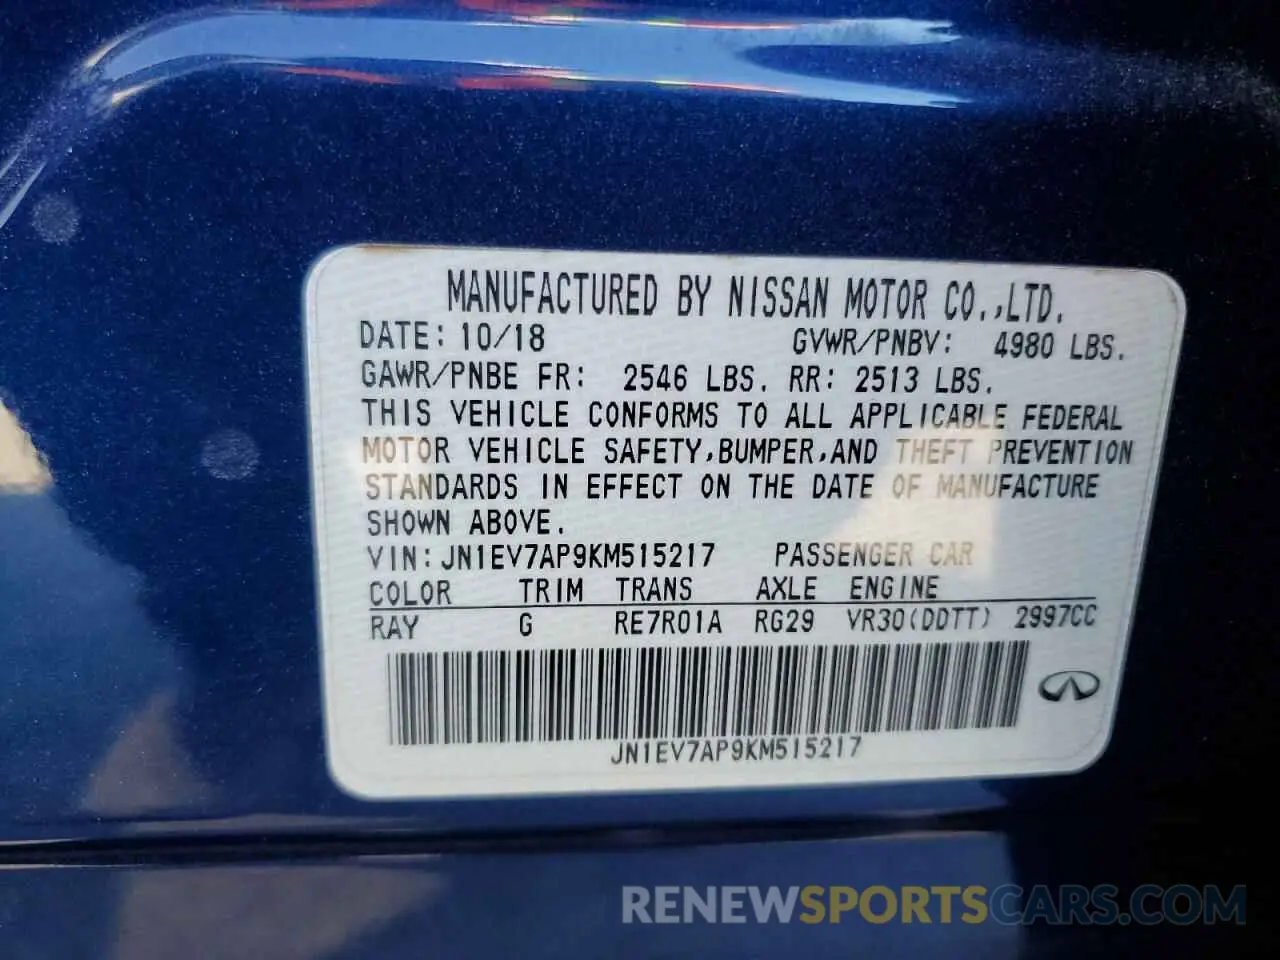 MANUFACTURED BY NISSAN MOTOR CO.,LTD.
DATE: 10/18 GVWR/PNBV: 4980 LBS.
GAWR/PNBE FR: 2546 LBS. RR: 2513 LBS.
THIS VEHICLE CONFORMS TO ALL APPLICABLE FEDERAL
MOTOR VEHICLE SAFETY,BUMPER,AND THEFT PREVENTION
STANDARDS IN EFFECT ON THE DATE OF MANUFACTURE
SHOWN ABOVE.
VIN: JN1EV7AP9KM515217 PASSENGER CAR
COLOR TRIM TRANS AXLE ENGINE
RAY G RE7R01A RG29 VR30(DDTT) 2997CC
JN1EV7AP9KM515217
RENEWSPORTSCARS.COM